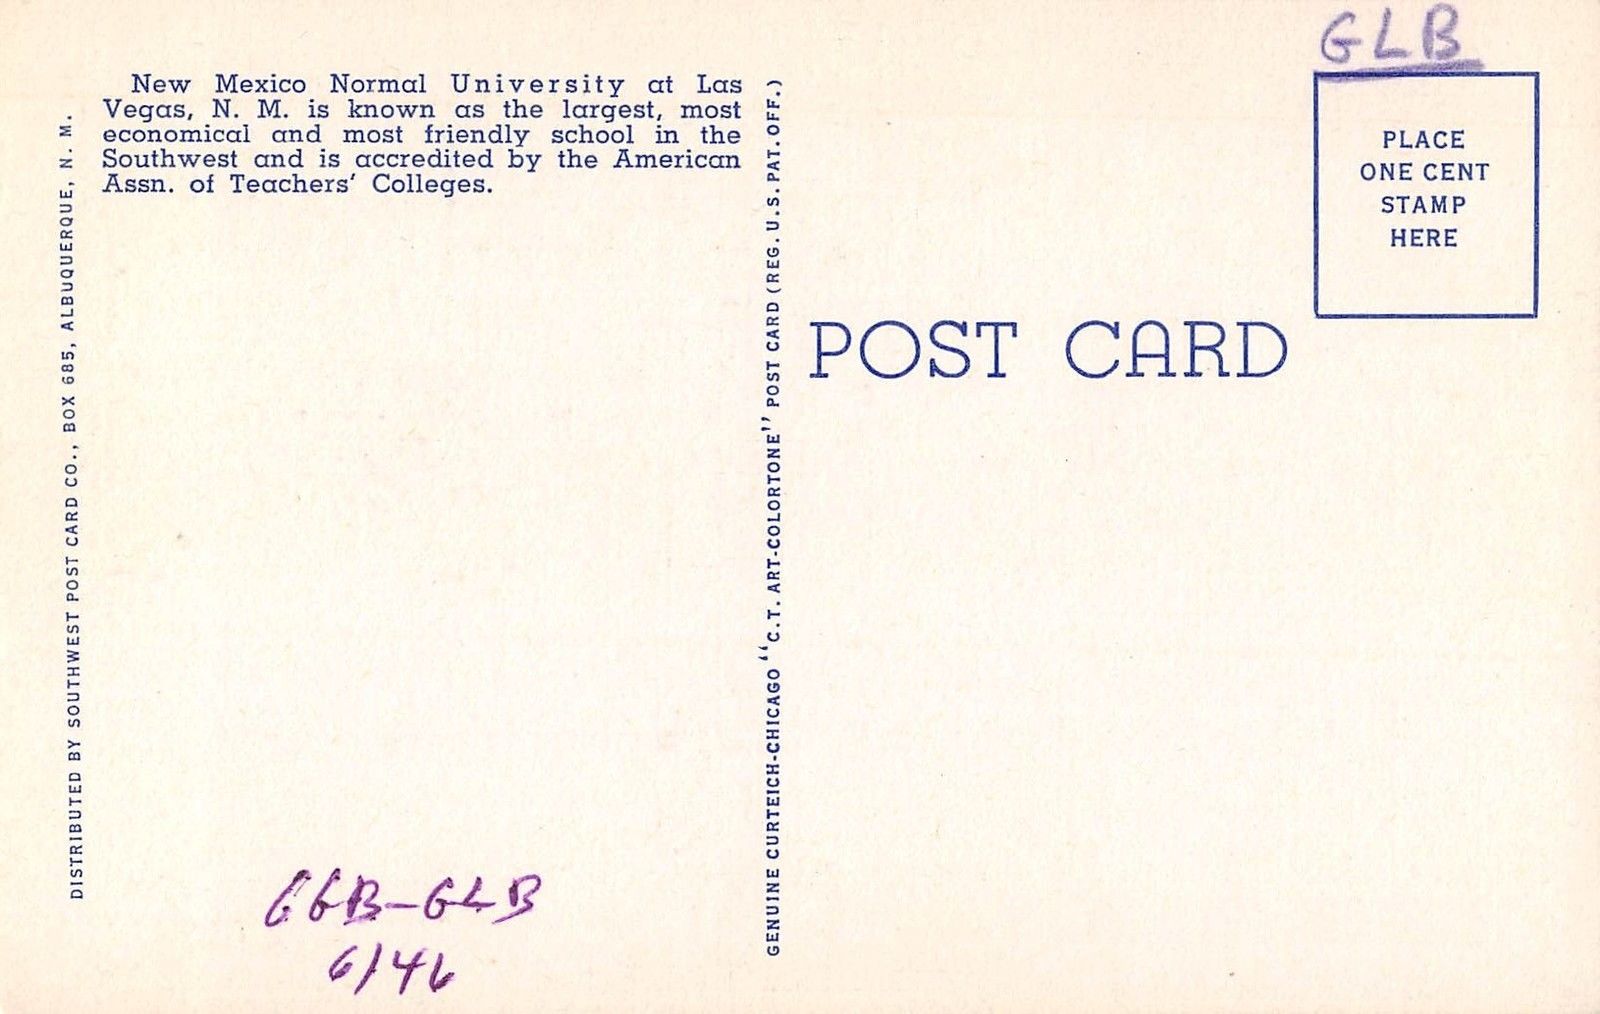 GLB
New Mexico Normal University at Las
Vegas, N. M. is known as the largest, most
economical and most friendly school in the
Southwest and is accredited by the American
Assn. of Teachers' Colleges.
DISTRIBUTED BY SOUTHWEST POST CARD CO., BOX 685, ALBUQUERQUE, N. M.
GENUINE CURTEICH-CHICAGO "C.T. ART-COLORTONE" POST CARD (REG. U.S. PAT. OFF.)
PLACE
ONE CENT
STAMP
HERE
POST CARD
GGB-GLB
6/46